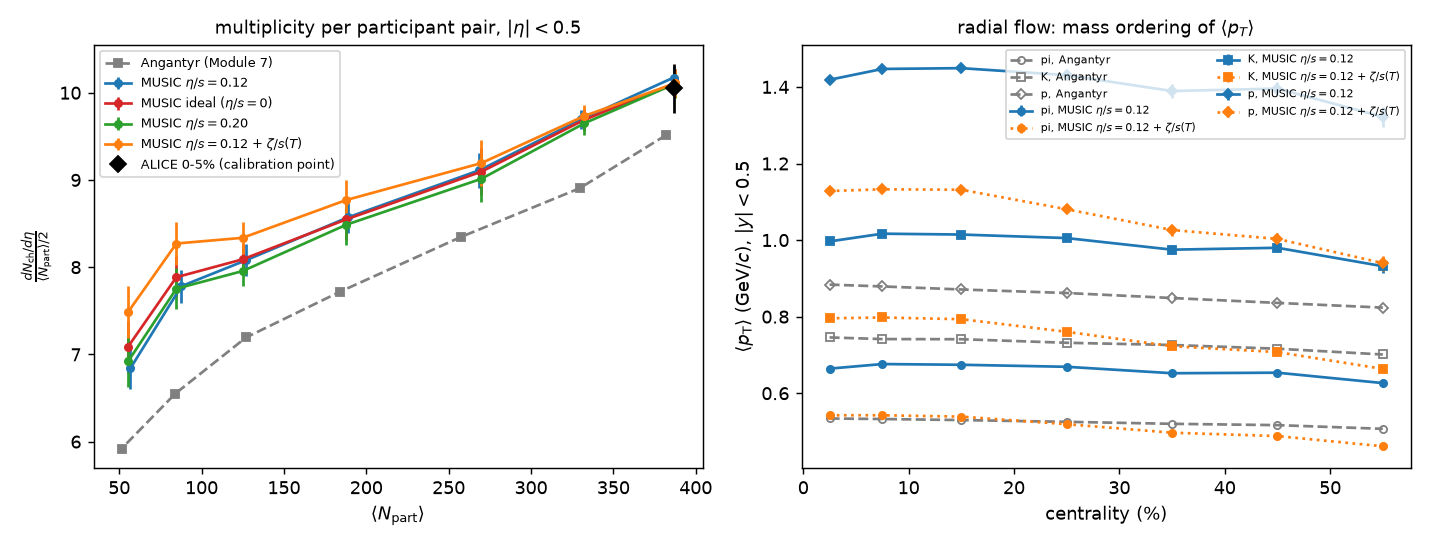 multiplicity per participant pair, |η| < 0.5
Angantyr (Module 7)
MUSIC η/s = 0.12
MUSIC ideal (η/s = 0)
MUSIC η/s = 0.20
MUSIC η/s = 0.12 + ζ/s(T)
ALICE 0-5% (calibration point)
10
9
8
7
6
dN_ch/dη
⟨N_part⟩/2
50 100 150 200 250 300 350 400
⟨N_part⟩
radial flow: mass ordering of ⟨p_T⟩
pi, Angantyr
K, Angantyr
p, Angantyr
pi, MUSIC η/s = 0.12
pi, MUSIC η/s = 0.12 + ζ/s(T)
K, MUSIC η/s = 0.12
K, MUSIC η/s = 0.12 + ζ/s(T)
p, MUSIC η/s = 0.12
p, MUSIC η/s = 0.12 + ζ/s(T)
1.4
1.2
1.0
0.8
0.6
⟨p_T⟩ (GeV/c), |y| < 0.5
0 10 20 30 40 50
centrality (%)